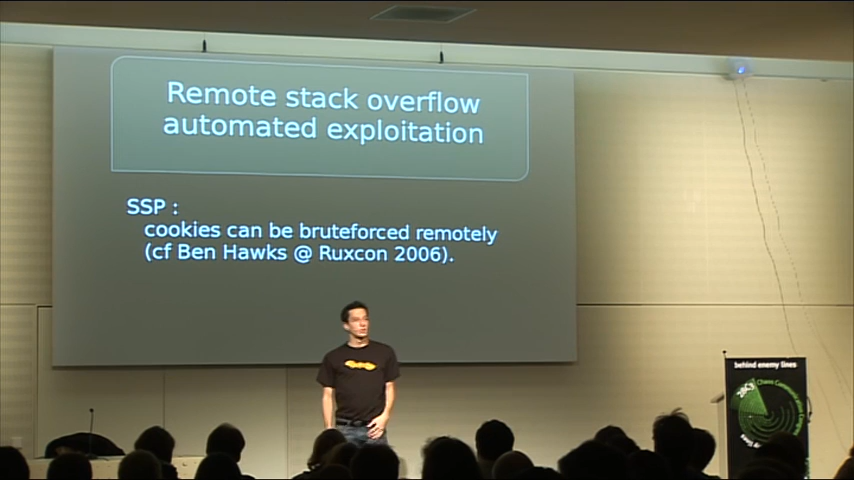 Remote stack overflow
automated exploitation
SSP :
cookies can be bruteforced remotely
(cf Ben Hawks @ Ruxcon 2006).
behind enemy lines
28C3